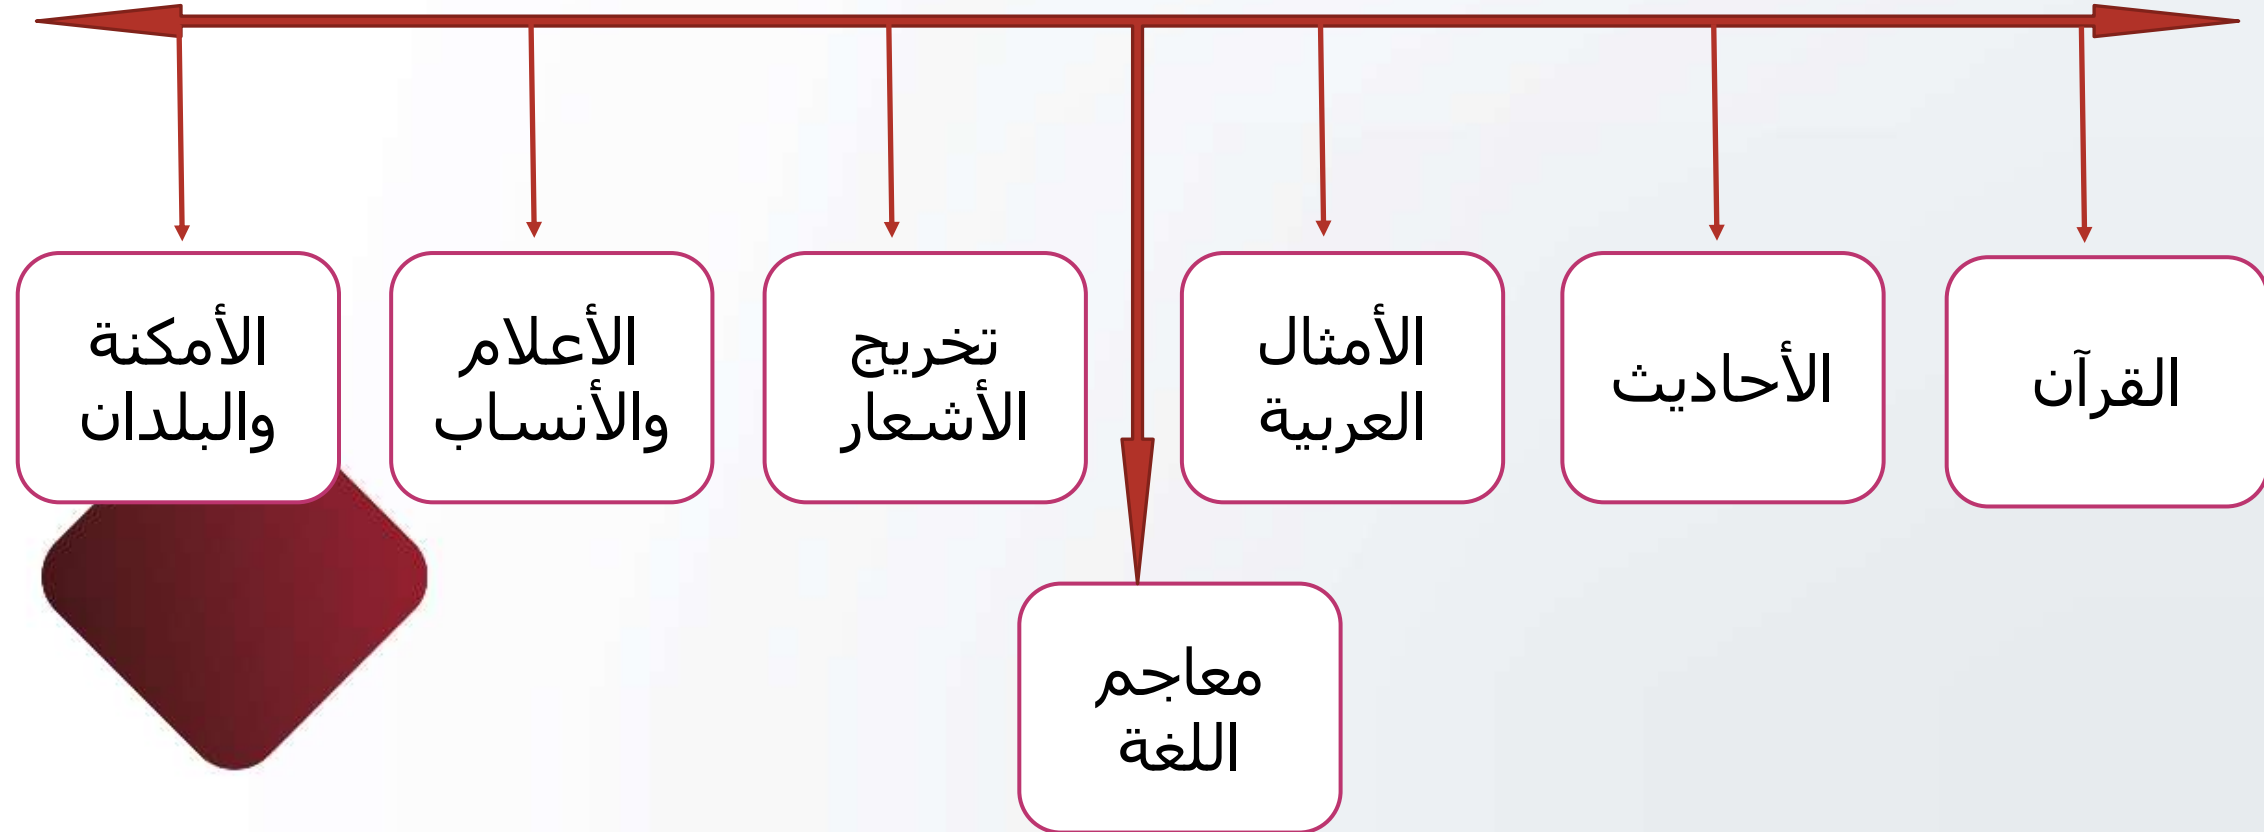 القرآن
الأحاديث
الأمثال
العربية
تخريج
الأشعار
الأعلام
والأنساب
الأمكنة
والبلدان
معاجم
اللغة